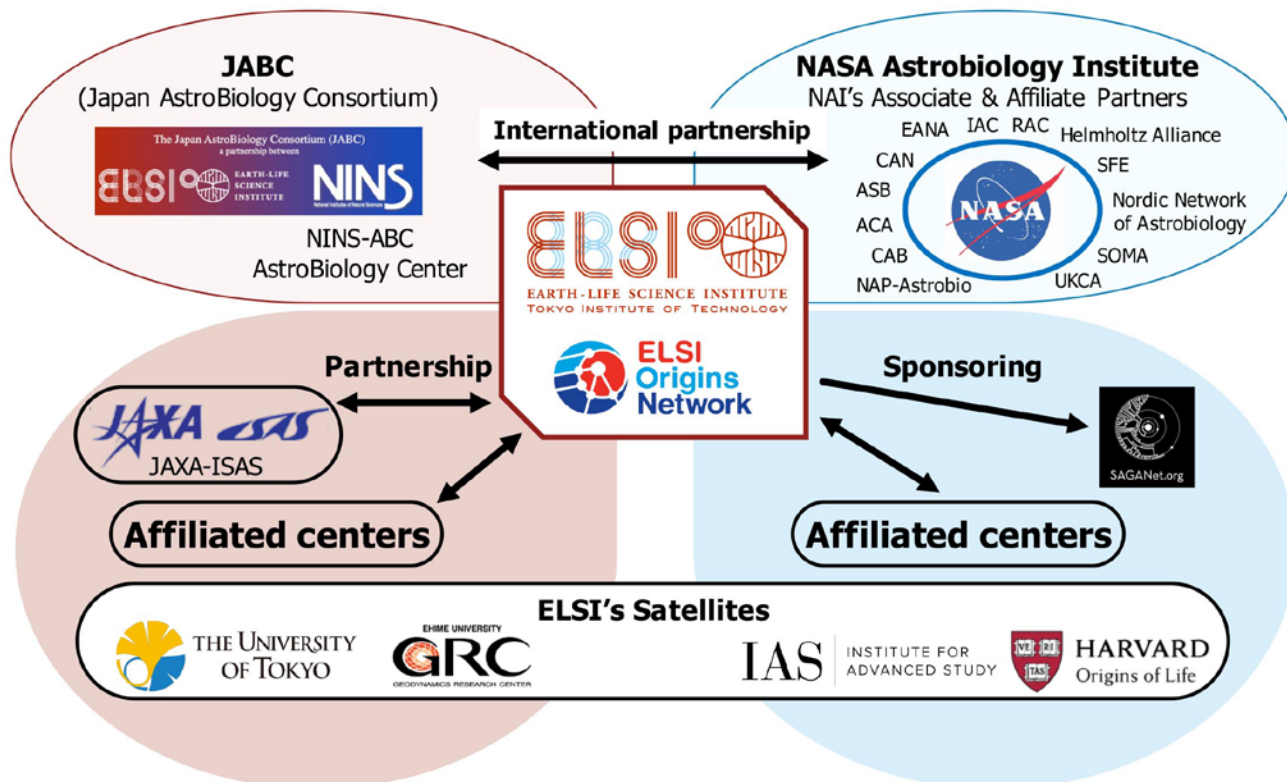 JABC
(Japan AstroBiology Consortium)
The Japan AstroBiology Consortium (JABC)
a partnership between
ELSI
EARTH-LIFE
SCIENCE
INSTITUTE
NINS
National Institutes of Natural Sciences
NINS-ABC
AstroBiology Center
International partnership
NASA Astrobiology Institute
NAI's Associate & Affiliate Partners
EANA
IAC
RAC
Helmholtz Alliance
CAN
SFE
ASB
NASA
Nordic Network
of Astrobiology
ACA
CAB
SOMA
NAP-Astrobio
UKCA
ELSI
EARTH-LIFE SCIENCE INSTITUTE
TOKYO INSTITUTE OF TECHNOLOGY
ELSI
Origins
Network
Partnership
Sponsoring
JAXA
ISAS
JAXA-ISAS
SAGANet.org
Affiliated centers
Affiliated centers
ELSI's Satellites
THE UNIVERSITY
OF TOKYO
EHIME UNIVERSITY
GRC
GEODYNAMICS RESEARCH CENTER
IAS
INSTITUTE FOR
ADVANCED STUDY
VE RI
TAS
HARVARD
Origins of Life